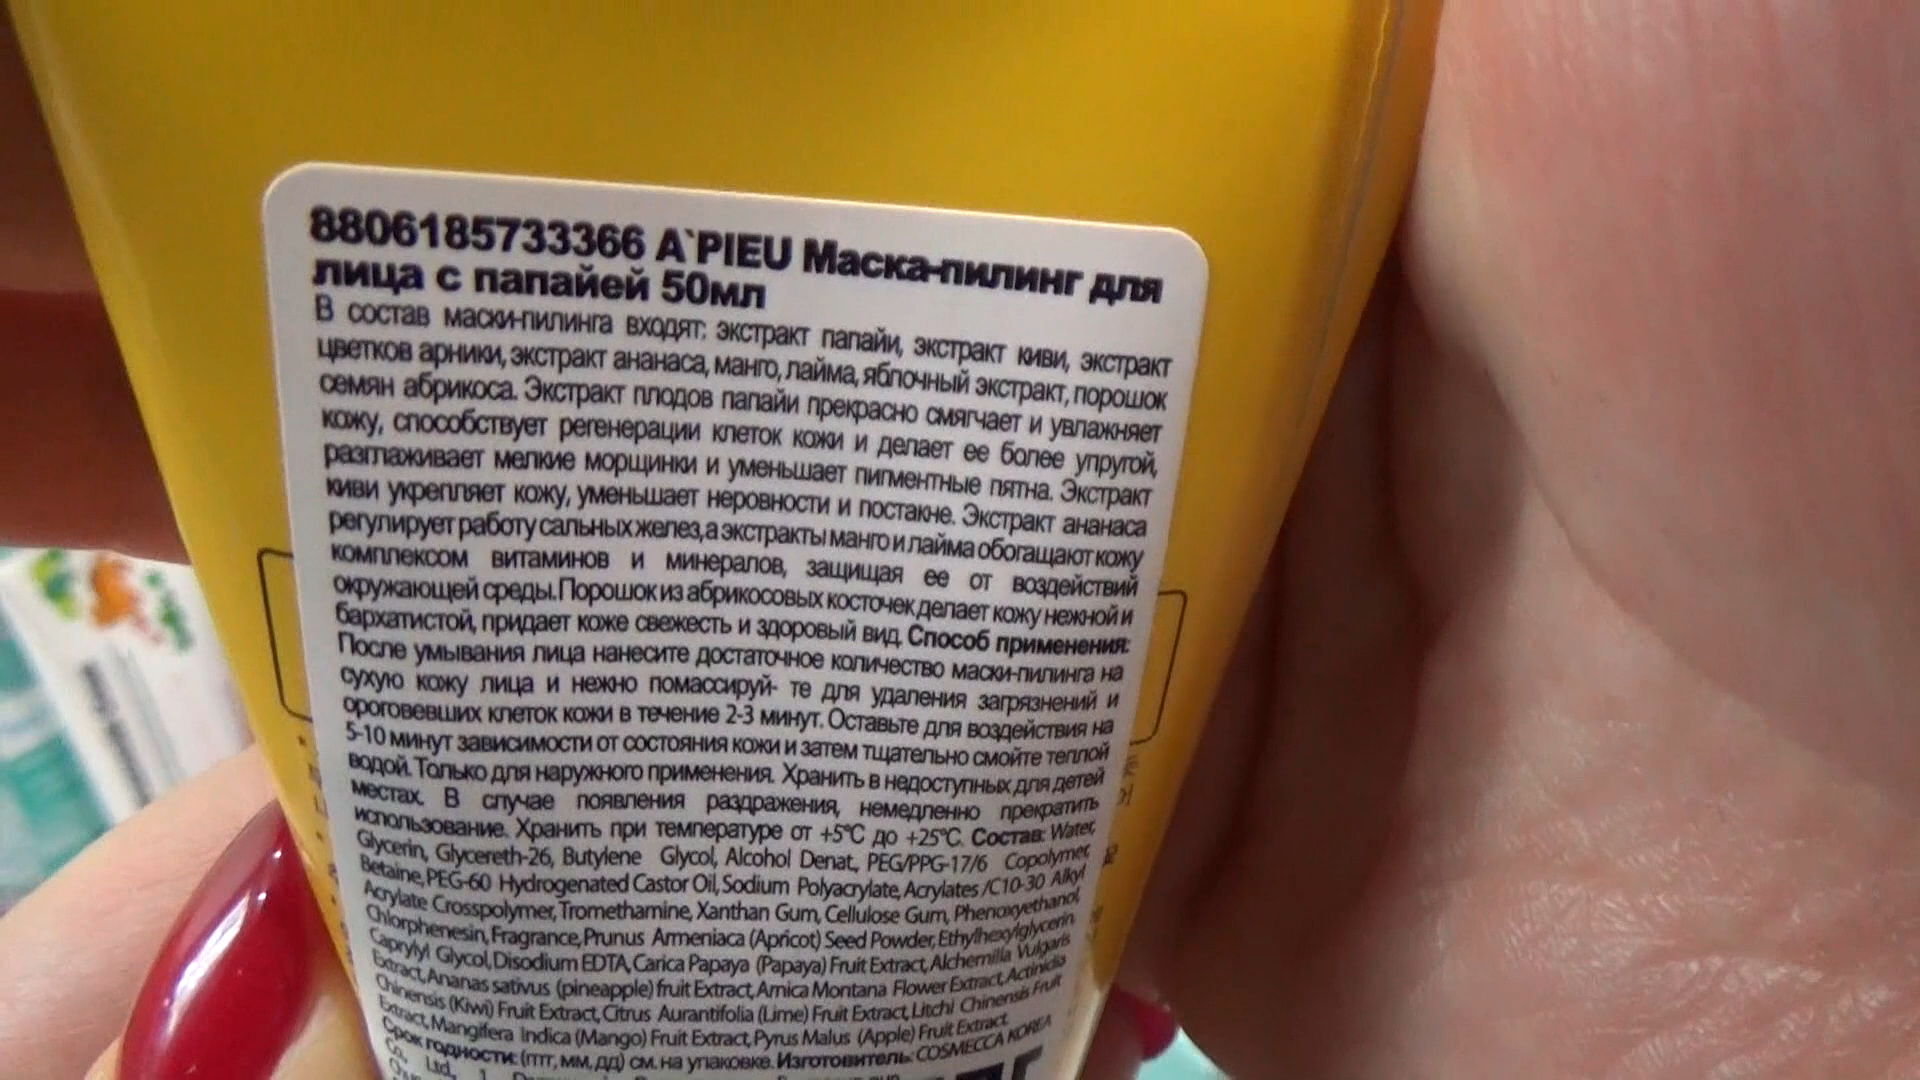 8806185733366 A`PIEU Маска-пилинг для
лица с папайей 50мл
В состав маски-пилинга входят: экстракт папайи, экстракт киви, экстракт
цветков арники, экстракт ананаса, манго, лайма, яблочный экстракт, порошок
семян абрикоса. Экстракт плодов папайи прекрасно смягчает и увлажняет
кожу, способствует регенерации клеток кожи и делает ее более упругой,
разглаживает мелкие морщинки и уменьшает пигментные пятна. Экстракт
киви укрепляет кожу, уменьшает неровности и постакне. Экстракт ананаса
регулирует работу сальных желез, а экстракты манго и лайма обогащают кожу
комплексом витаминов и минералов, защищая ее от воздействий
окружающей среды. Порошок из абрикосовых косточек делает кожу нежной и
бархатистой, придает коже свежесть и здоровый вид. Способ применения:
После умывания лица нанесите достаточное количество маски-пилинга на
сухую кожу лица и нежно помассируй- те для удаления загрязнений и
ороговевших клеток кожи в течение 2-3 минут. Оставьте для воздействия на
5-10 минут зависимости от состояния кожи и затем тщательно смойте теплой
водой. Только для наружного применения. Хранить в недоступных для детей
местах. В случае появления раздражения, немедленно прекратить
использование. Хранить при температуре от +5°C до +25°C. Состав: Water,
Glycerin, Glycereth-26, Butylene Glycol, Alcohol Denat., PEG/PPG-17/6 Copolymer,
Betaine, PEG-60 Hydrogenated Castor Oil, Sodium Polyacrylate, Acrylates /C10-30 Alkyl
Acrylate Crosspolymer, Tromethamine, Xanthan Gum, Cellulose Gum, Phenoxyethanol,
Chlorphenesin, Fragrance, Prunus Armeniaca (Apricot) Seed Powder, Ethylhexylglycerin,
Caprylyl Glycol, Disodium EDTA, Carica Papaya (Papaya) Fruit Extract, Alchemilla Vulgaris
Extract, Ananas sativus (pineapple) fruit Extract, Arnica Montana Flower Extract, Actinidia
Chinensis (Kiwi) Fruit Extract, Citrus Aurantifolia (Lime) Fruit Extract, Litchi Chinensis Fruit
Extract, Mangifera Indica (Mango) Fruit Extract, Pyrus Malus (Apple) Fruit Extract.
Срок годности: (гггг, мм, дд) см. на упаковке. Изготовитель: COSMECCA KOREA
Co., Ltd., 1